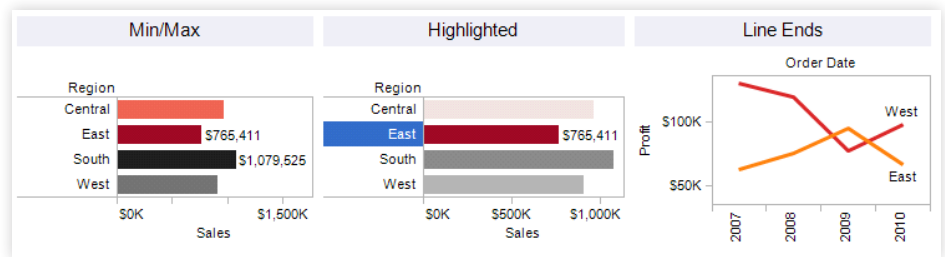 Min/Max
Region
Central
East $765,411
South $1,079,525
West
$0K $1,500K
Sales
Highlighted
Region
Central
East $765,411
South
West
$0K $500K $1,000K
Sales
Line Ends
Order Date
Profit
$100K
$50K
West
East
2007 2008 2009 2010